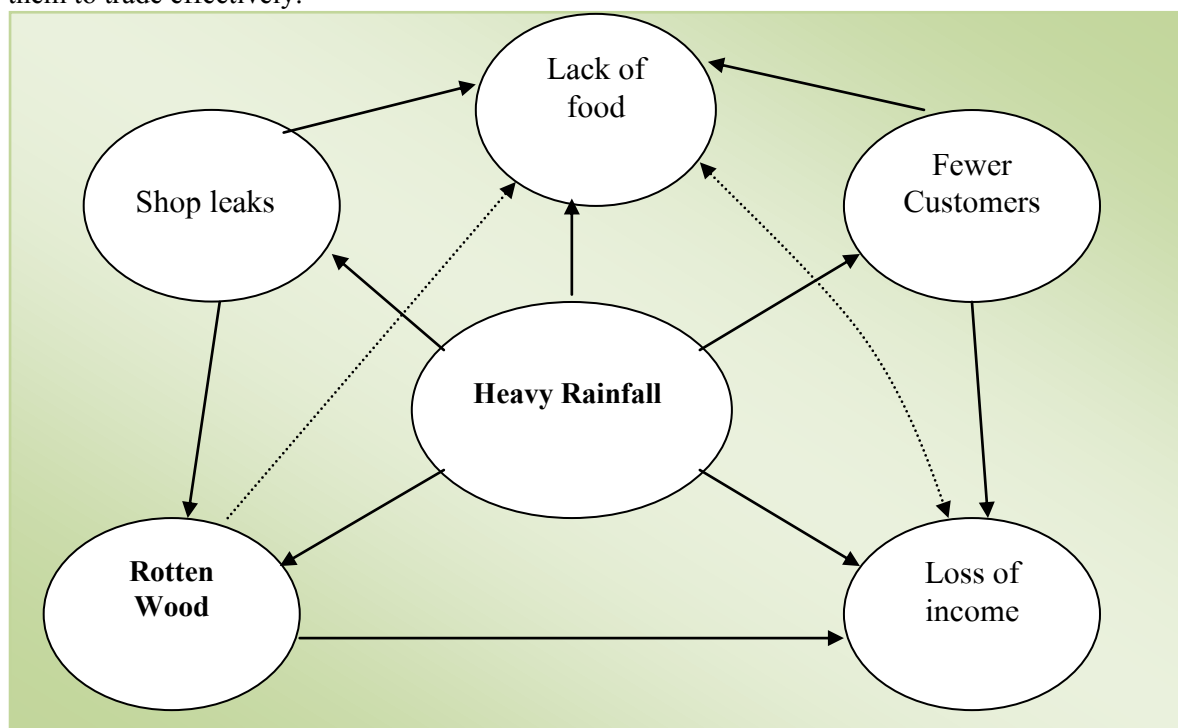 them to trade effectively.
Lack of
food
Fewer
Customers
Shop leaks
Heavy Rainfall
Rotten
Wood
Loss of
income